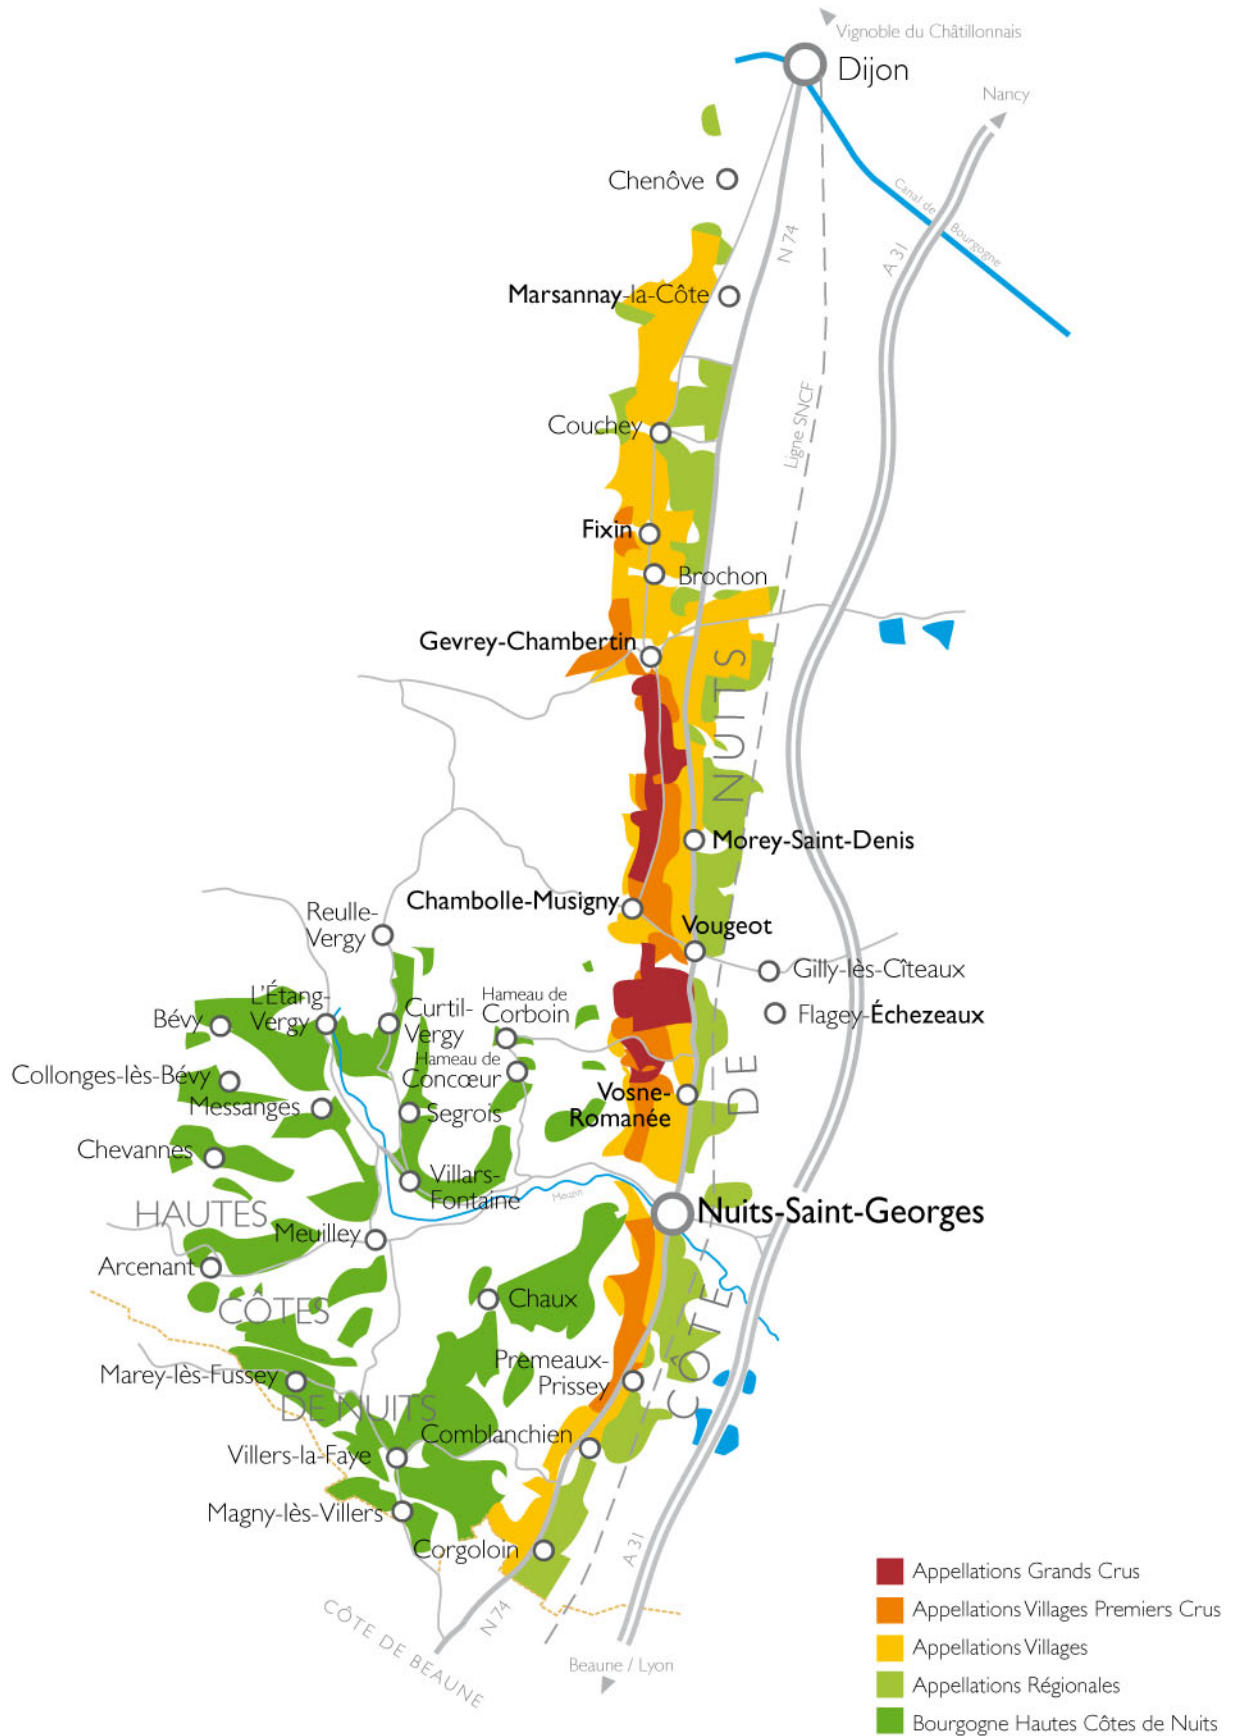 Vignoble du Châtillonnais
Dijon
Nancy
Chenôve
Canal de
Bourgogne
N 74
A 31
Marsannay-la-Côte
Ligne SNCF
Couchey
Fixin
Brochon
Gevrey-Chambertin
NUITS
Morey-Saint-Denis
Chambolle-Musigny
Reulle-
Vergy
Vougeot
Gilly-lès-Cîteaux
L'Étang-
Vergy
Bévy
Curtil-
Vergy
Hameau de
Corboin
Flagey-Échezeaux
Hameau de
Concœur
Collonges-lès-Bévy
DE
Messanges
Segrois
Vosne-
Romanée
Chevannes
Villars-
Fontaine
Meuzin
HAUTES
Nuits-Saint-Georges
Meuilley
Arcenant
CÔTES
Chaux
CÔTE
Premeaux-
Prissey
Marey-lès-Fussey
DE NUITS
Comblanchien
Villers-la-Faye
Magny-lès-Villers
Corgoloin
A 31
N 74
CÔTE DE BEAUNE
Beaune / Lyon
Appellations Grands Crus
Appellations Villages Premiers Crus
Appellations Villages
Appellations Régionales
Bourgogne Hautes Côtes de Nuits